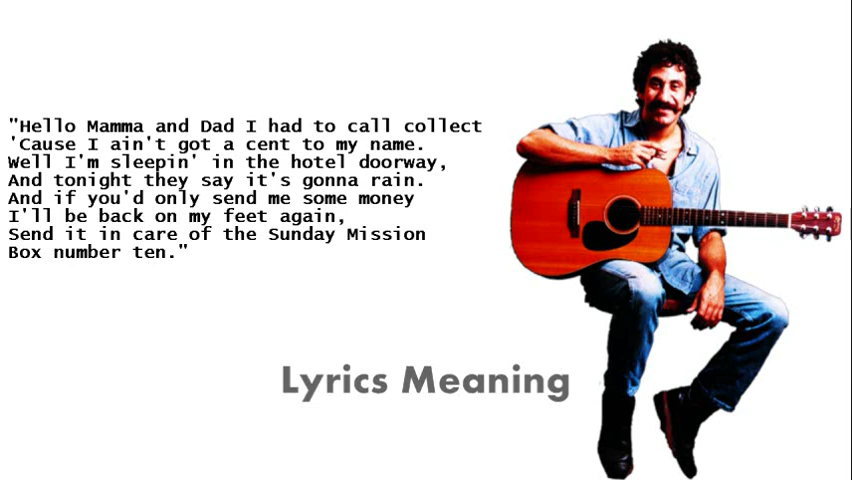 "Hello Mamma and Dad I had to call collect
'Cause I ain't got a cent to my name.
Well I'm sleepin' in the hotel doorway,
And tonight they say it's gonna rain.
And if you'd only send me some money
I'll be back on my feet again,
Send it in care of the Sunday Mission
Box number ten."
Lyrics Meaning